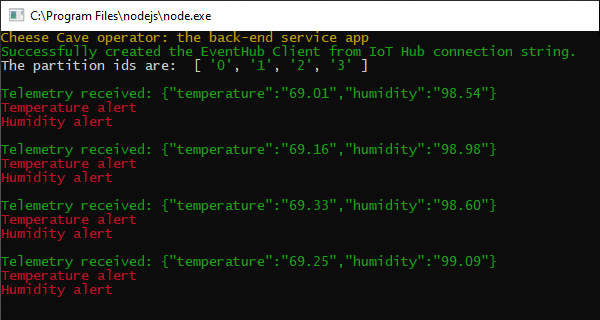 C:\Program Files\nodejs\node.exe
Cheese Cave operator: the back-end service app
Successfully created the EventHub Client from IoT Hub connection string.
The partition ids are:  [ '0', '1', '2', '3' ]
Telemetry received: {"temperature":"69.01","humidity":"98.54"}
Temperature alert
Humidity alert
Telemetry received: {"temperature":"69.16","humidity":"98.98"}
Temperature alert
Humidity alert
Telemetry received: {"temperature":"69.33","humidity":"98.60"}
Temperature alert
Humidity alert
Telemetry received: {"temperature":"69.25","humidity":"99.09"}
Temperature alert
Humidity alert